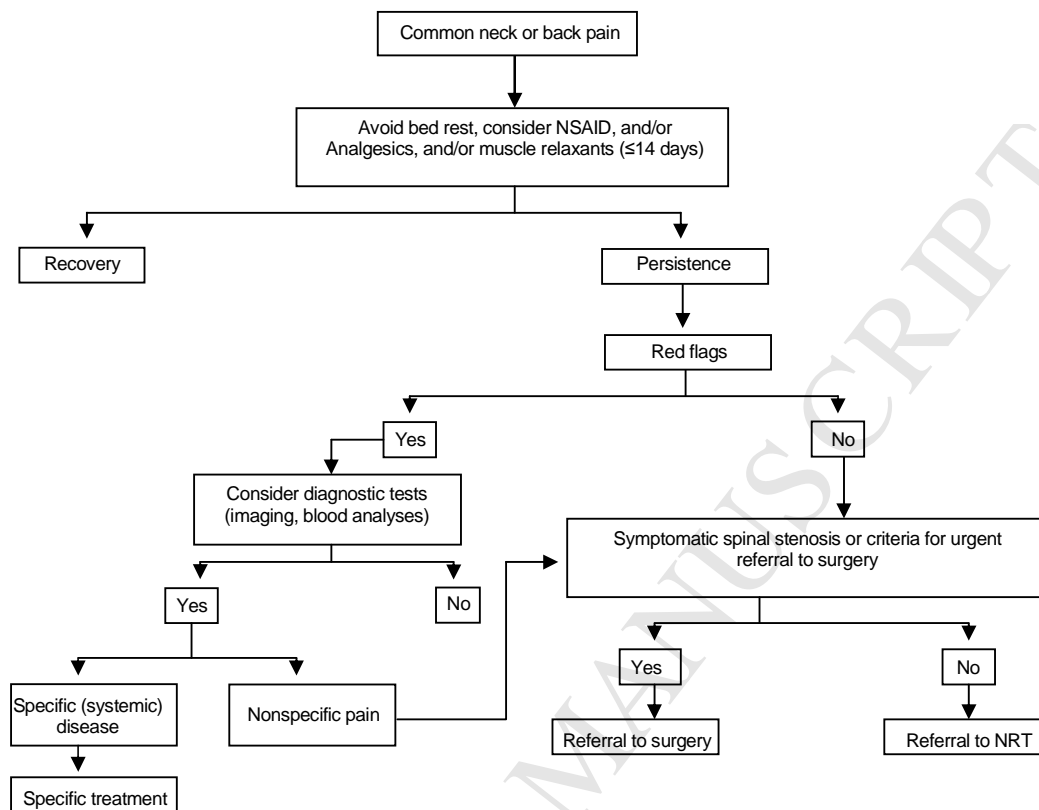 Common neck or back pain
Avoid bed rest, consider NSAID, and/or
Analgesics, and/or muscle relaxants (≤14 days)
Recovery
Persistence
Red flags
Yes
No
Consider diagnostic tests
(imaging, blood analyses)
Symptomatic spinal stenosis or criteria for urgent
referral to surgery
Yes
No
Yes
No
Specific (systemic)
disease
Nonspecific pain
Referral to surgery
Referral to NRT
Specific treatment
MANUSCRIPT